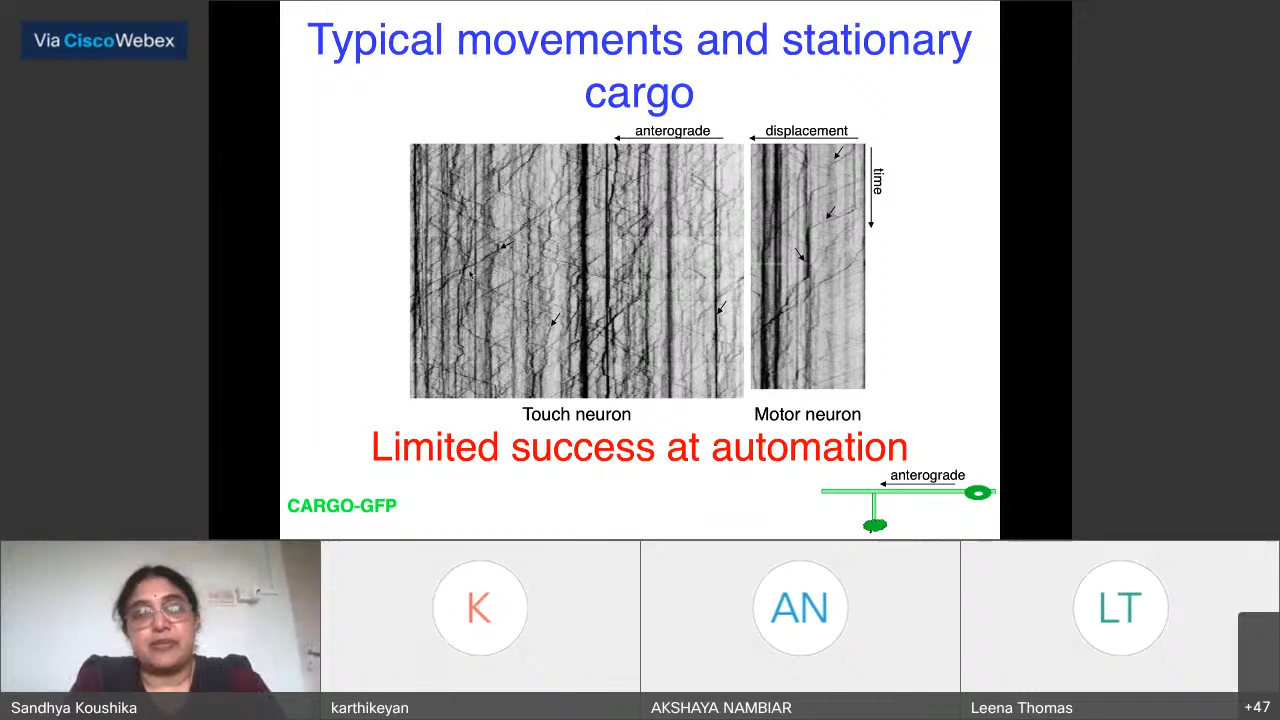 Via CiscoWebex
Typical movements and stationary
cargo
anterograde
displacement
time
Touch neuron
Motor neuron
Limited success at automation
anterograde
CARGO-GFP
K
AN
LT
Sandhya Koushika
karthikeyan
AKSHAYA NAMBIAR
Leena Thomas
+47